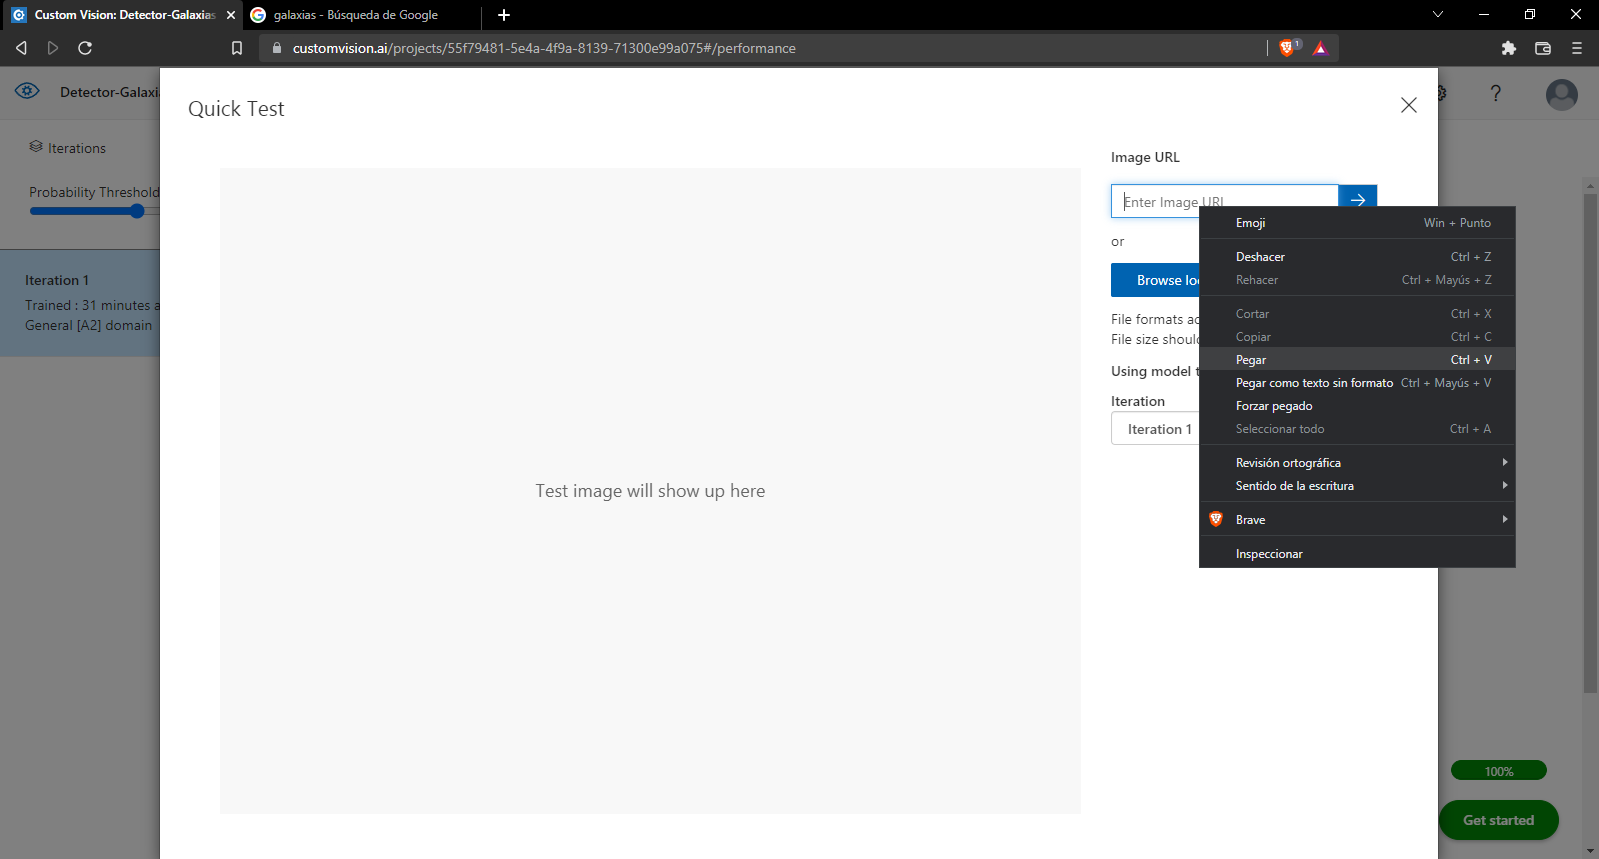 Custom Vision: Detector-Galaxias
galaxias - Búsqueda de Google
customvision.ai/projects/55f79481-5e4a-4f9a-8139-71300e99a075#/performance
1
Detector-Galaxia
?
Quick Test
Iterations
Probability Threshold
Iteration 1
Trained : 31 minutes a
General [A2] domain
Test image will show up here
Image URL
Enter Image URL
or
Browse loc
File formats ac
File size should
Using model t
Iteration
Iteration 1
Emoji Win + Punto
Deshacer Ctrl + Z
Rehacer Ctrl + Mayús + Z
Cortar Ctrl + X
Copiar Ctrl + C
Pegar Ctrl + V
Pegar como texto sin formato Ctrl + Mayús + V
Forzar pegado
Seleccionar todo Ctrl + A
Revisión ortográfica
Sentido de la escritura
Brave
Inspeccionar
100%
Get started